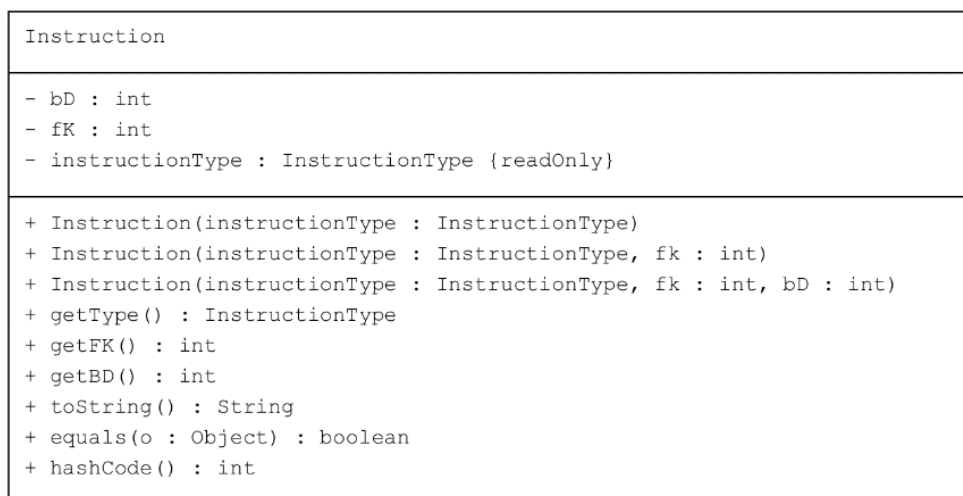 Instruction
- bD : int
- fK : int
- instructionType : InstructionType {readOnly}
+ Instruction(instructionType : InstructionType)
+ Instruction(instructionType : InstructionType, fk : int)
+ Instruction(instructionType : InstructionType, fk : int, bD : int)
+ getType() : InstructionType
+ getFK() : int
+ getBD() : int
+ toString() : String
+ equals(o : Object) : boolean
+ hashCode() : int